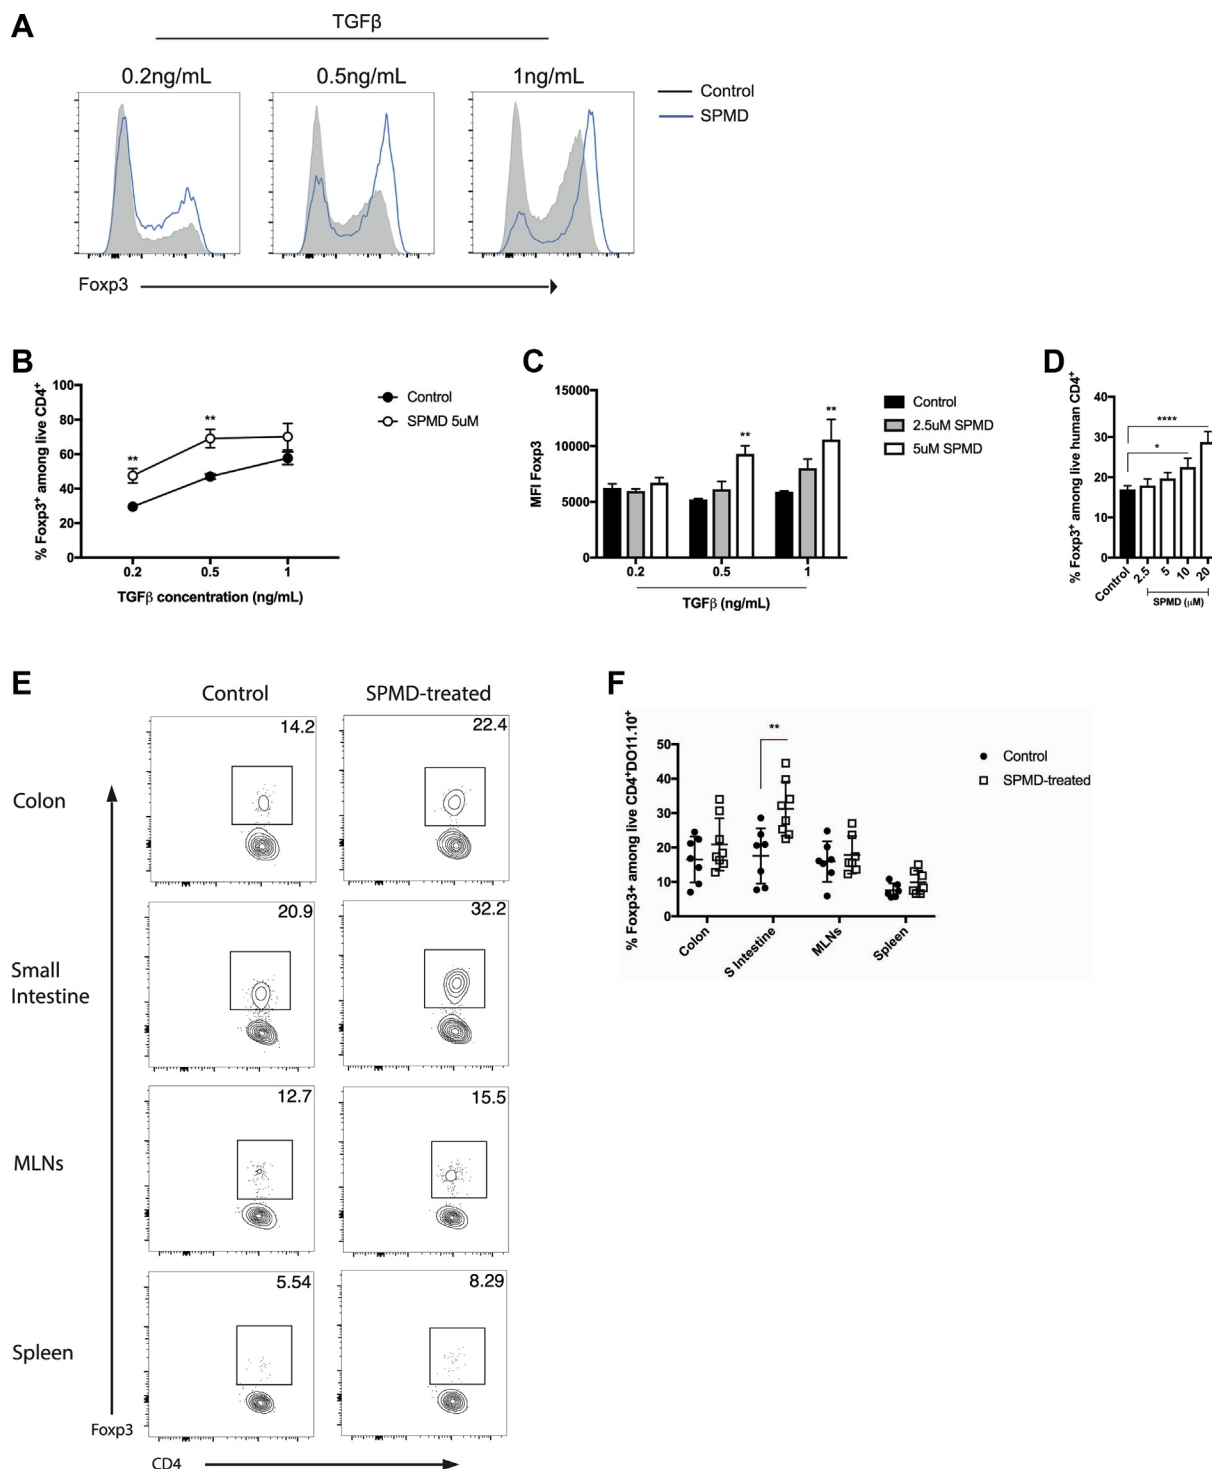 A
TGFβ
0.2ng/mL 0.5ng/mL 1ng/mL
Control
SPMD
Foxp3
B
% Foxp3⁺ among live CD4⁺
100
80
60
40
20
0
**
**
0.2 0.5 1
TGFβ concentration (ng/mL)
Control
SPMD 5uM
C
MFI Foxp3
15000
10000
5000
0
**
**
0.2 0.5 1
TGFβ (ng/mL)
Control
2.5uM SPMD
5uM SPMD
D
% Foxp3⁺ among live human CD4⁺
40
30
20
10
0
****
*
Control 2.5 5 10 20
SPMD (μM)
E
Control SPMD-treated
Colon
14.2 22.4
Small
Intestine
20.9 32.2
MLNs
12.7 15.5
Spleen
5.54 8.29
Foxp3
CD4
F
% Foxp3+ among live CD4⁺DO11.10⁺
50
40
30
20
10
0
**
Colon S Intestine MLNs Spleen
Control
SPMD-treated